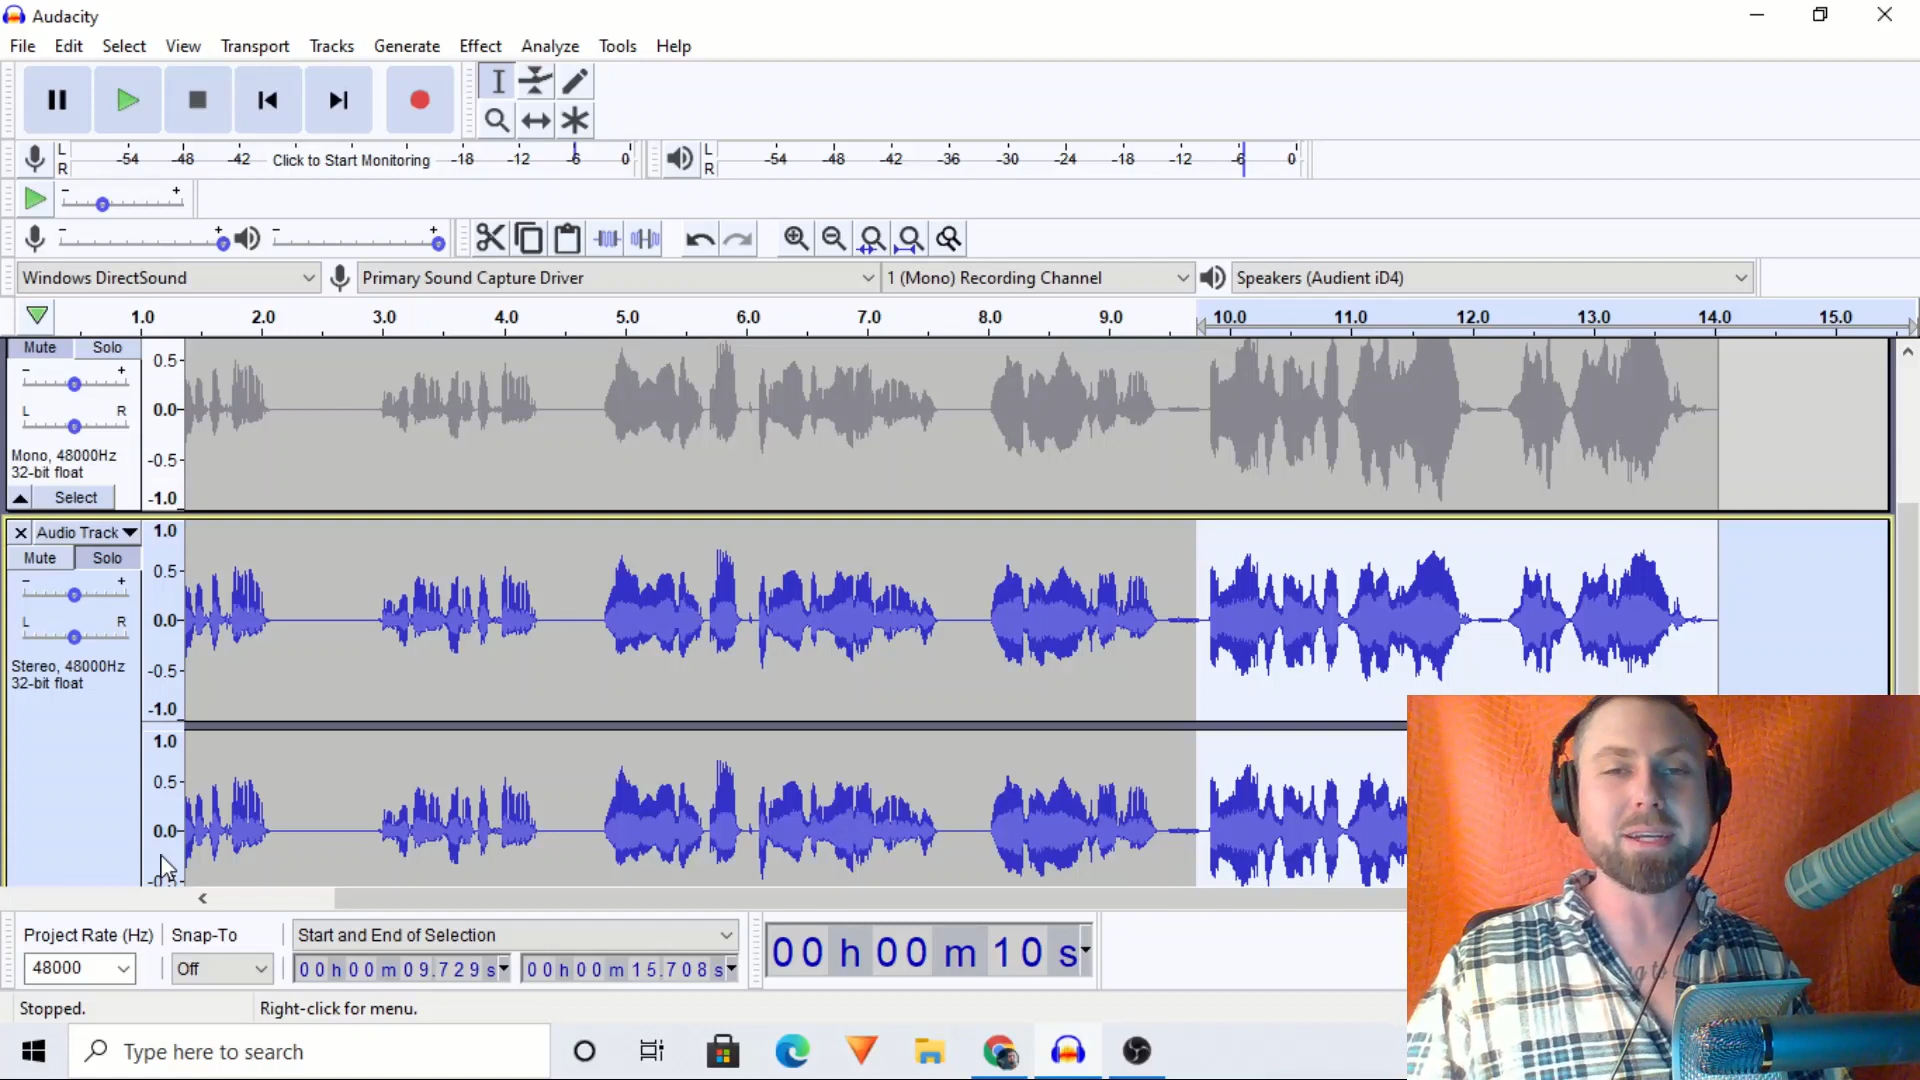 Audacity
File Edit Select View Transport Tracks Generate Effect Analyze Tools Help
L R -54 -48 -42 Click to Start Monitoring -18 -12 -6 0 L R -54 -48 -42 -36 -30 -24 -18 -12 -6 0
- +
- + - +
Windows DirectSound Primary Sound Capture Driver 1 (Mono) Recording Channel Speakers (Audient iD4)
1.0 2.0 3.0 4.0 5.0 6.0 7.0 8.0 9.0 10.0 11.0 12.0 13.0 14.0 15.0
Mute Solo
0.5
- +
L R
0.0
Mono, 48000Hz
-0.5
32-bit float
Select
-1.0
X Audio Track
1.0
Mute Solo
0.5
- +
L R
0.0
Stereo, 48000Hz
-0.5
32-bit float
-1.0
1.0
0.5
0.0
-0.5
Project Rate (Hz) Snap-To Start and End of Selection
48000 Off 00 h 00 m 09.729 s 00 h 00 m 15.708 s
00 h 00 m 10 s
Stopped. Right-click for menu.
Type here to search